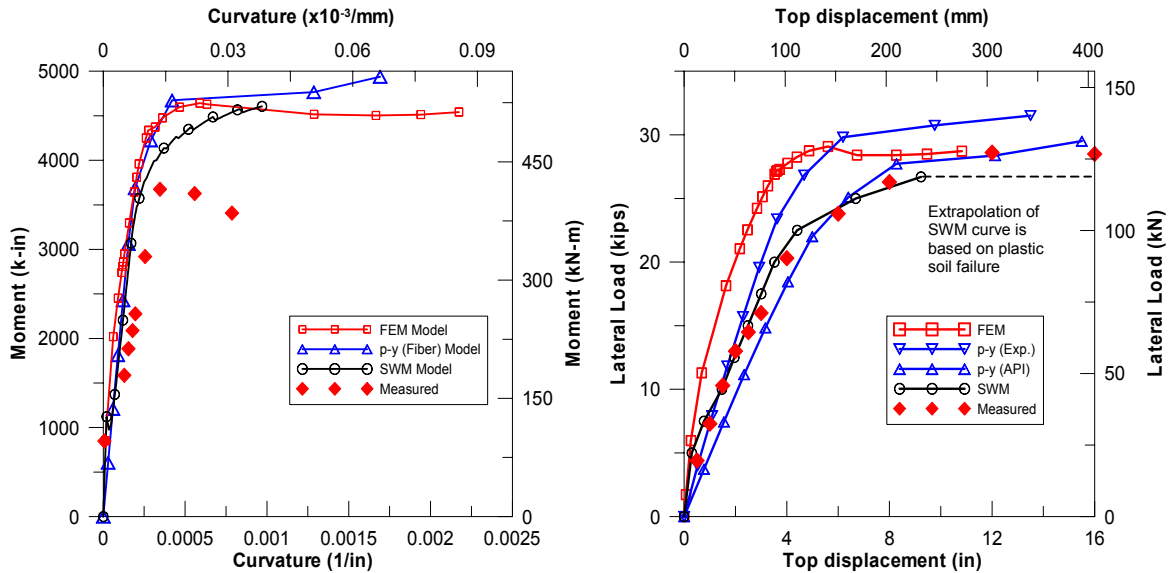 Curvature (x10-3/mm)
0 0.03 0.06 0.09
5000
4000
3000
2000
1000
0
Moment (k-in)
450
300
150
0
Moment (kN-m)
FEM Model
p-y (Fiber) Model
SWM Model
Measured
0 0.0005 0.001 0.0015 0.002 0.0025
Curvature (1/in)
Top displacement (mm)
0 100 200 300 400
30
20
10
0
Lateral Load (kips)
150
100
50
0
Lateral Load (kN)
Extrapolation of
SWM curve is
based on plastic
soil failure
FEM
p-y (Exp.)
p-y (API)
SWM
Measured
0 4 8 12 16
Top displacement (in)